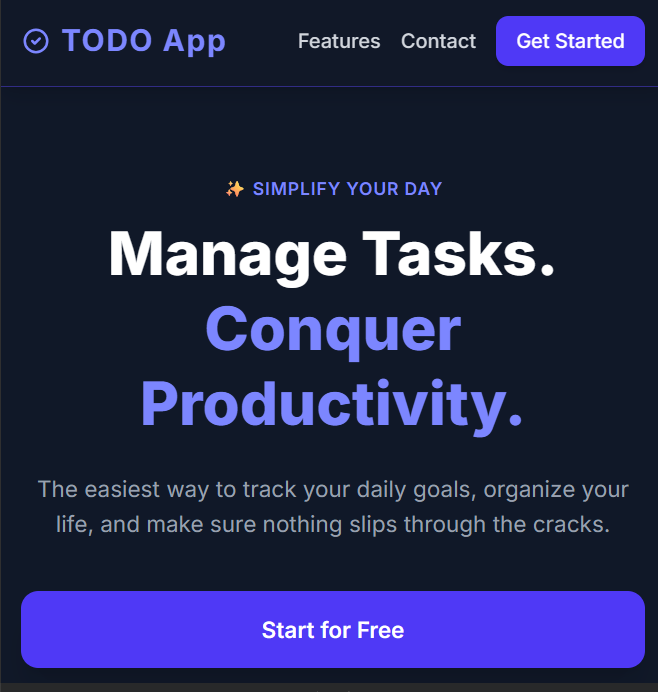 TODO App
Features
Contact
Get Started
✨ SIMPLIFY YOUR DAY
Manage Tasks.
Conquer
Productivity.
The easiest way to track your daily goals, organize your
life, and make sure nothing slips through the cracks.
Start for Free